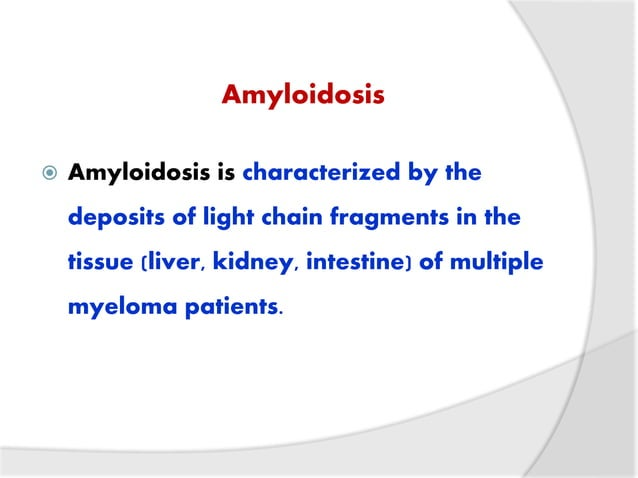 Amyloidosis
Amyloidosis is characterized by the
deposits of light chain fragments in the
tissue (liver, kidney, intestine) of multiple
myeloma patients.